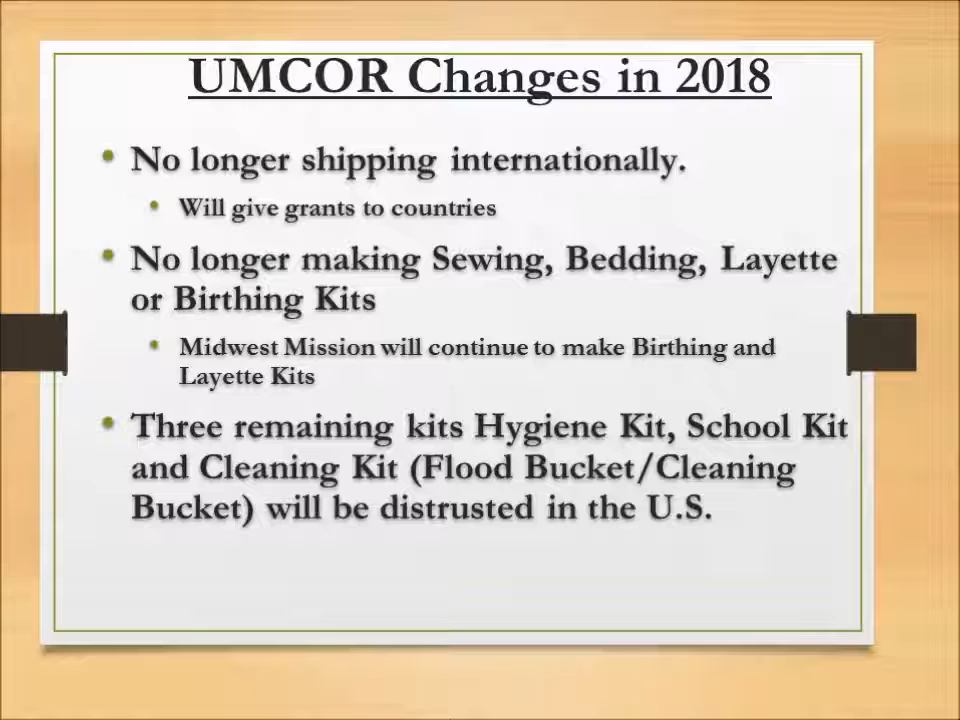 UMCOR Changes in 2018
• No longer shipping internationally.
• Will give grants to countries
• No longer making Sewing, Bedding, Layette
or Birthing Kits
• Midwest Mission will continue to make Birthing and
Layette Kits
• Three remaining kits Hygiene Kit, School Kit
and Cleaning Kit (Flood Bucket/Cleaning
Bucket) will be distrusted in the U.S.